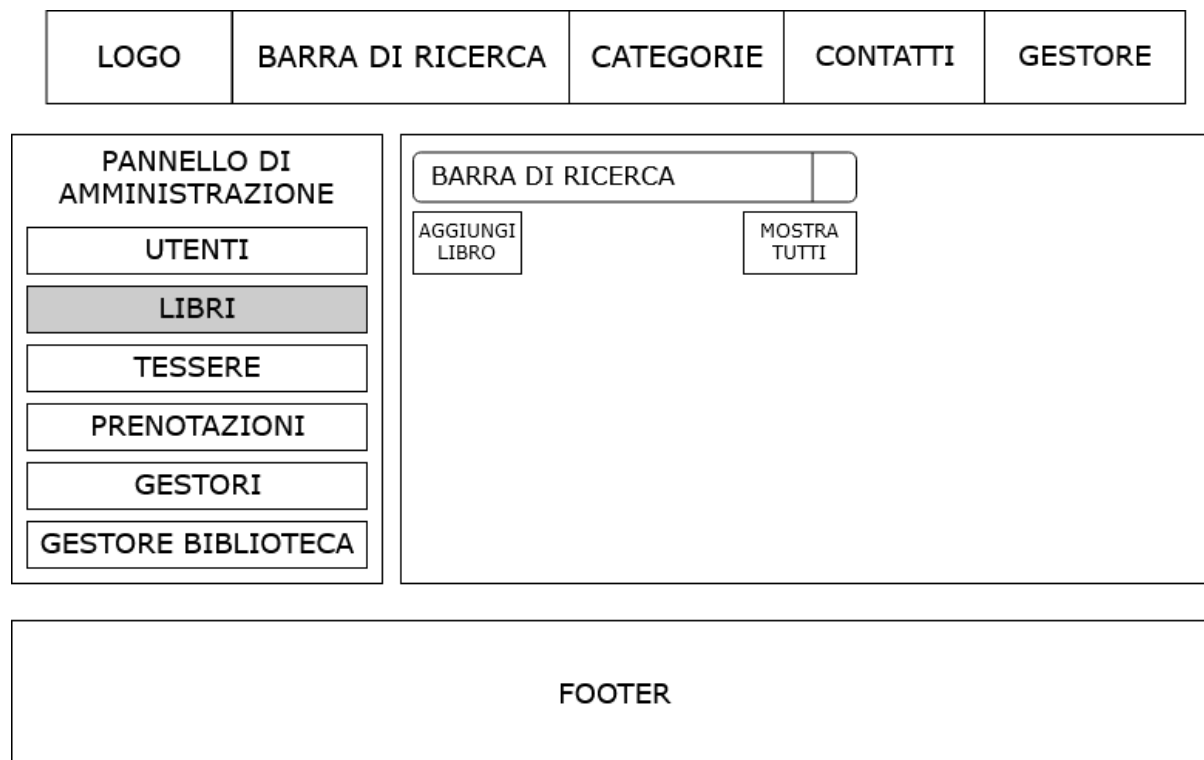 LOGO
BARRA DI RICERCA
CATEGORIE
CONTATTI
GESTORE
PANNELLO DI
AMMINISTRAZIONE
UTENTI
LIBRI
TESSERE
PRENOTAZIONI
GESTORI
GESTORE BIBLIOTECA
BARRA DI RICERCA
AGGIUNGI
LIBRO
MOSTRA
TUTTI
FOOTER